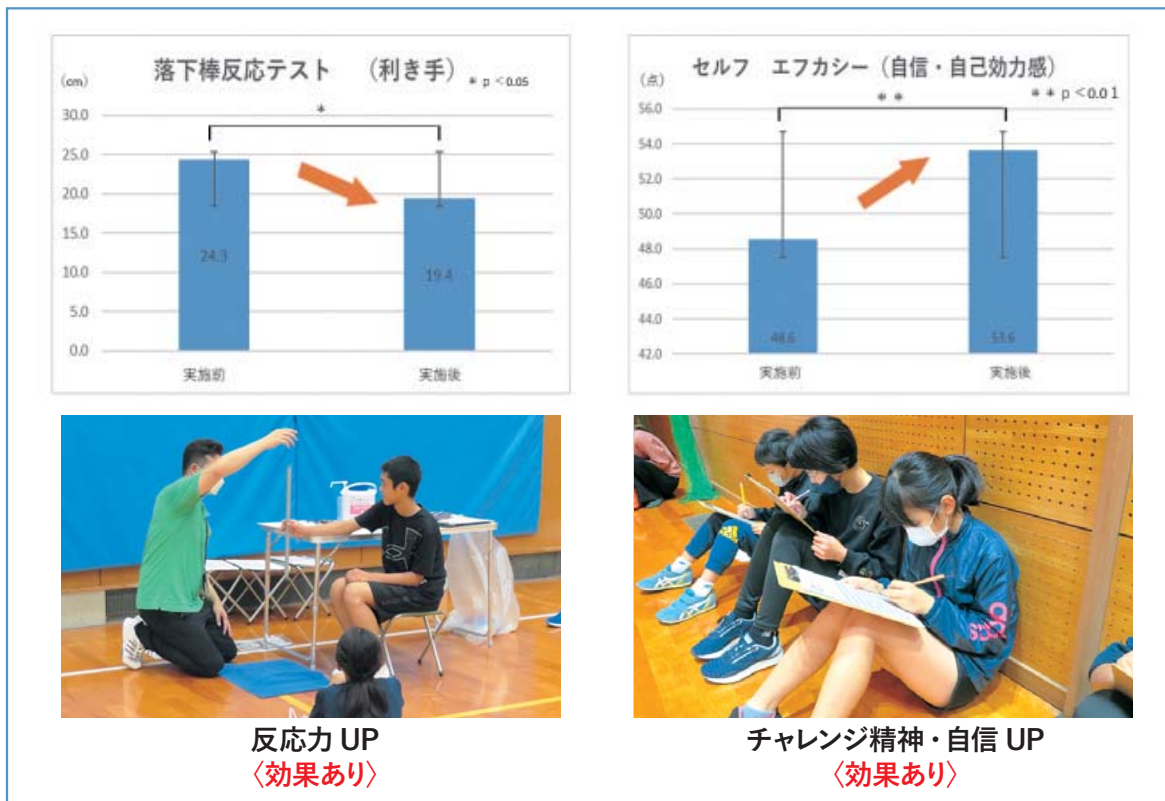 落下棒反応テスト （利き手） * p <0.05
(cm)
30.0
25.0
20.0
15.0
10.0
5.0
0.0
*
24.3
19.4
実施前
実施後
セルフ エフカシー（自信・自己効力感）
(点)
** p <0.01
56.0
54.0
52.0
50.0
48.0
46.0
44.0
42.0
**
48.6
53.6
実施前
実施後
反応力 UP
〈効果あり〉
チャレンジ精神・自信 UP
〈効果あり〉